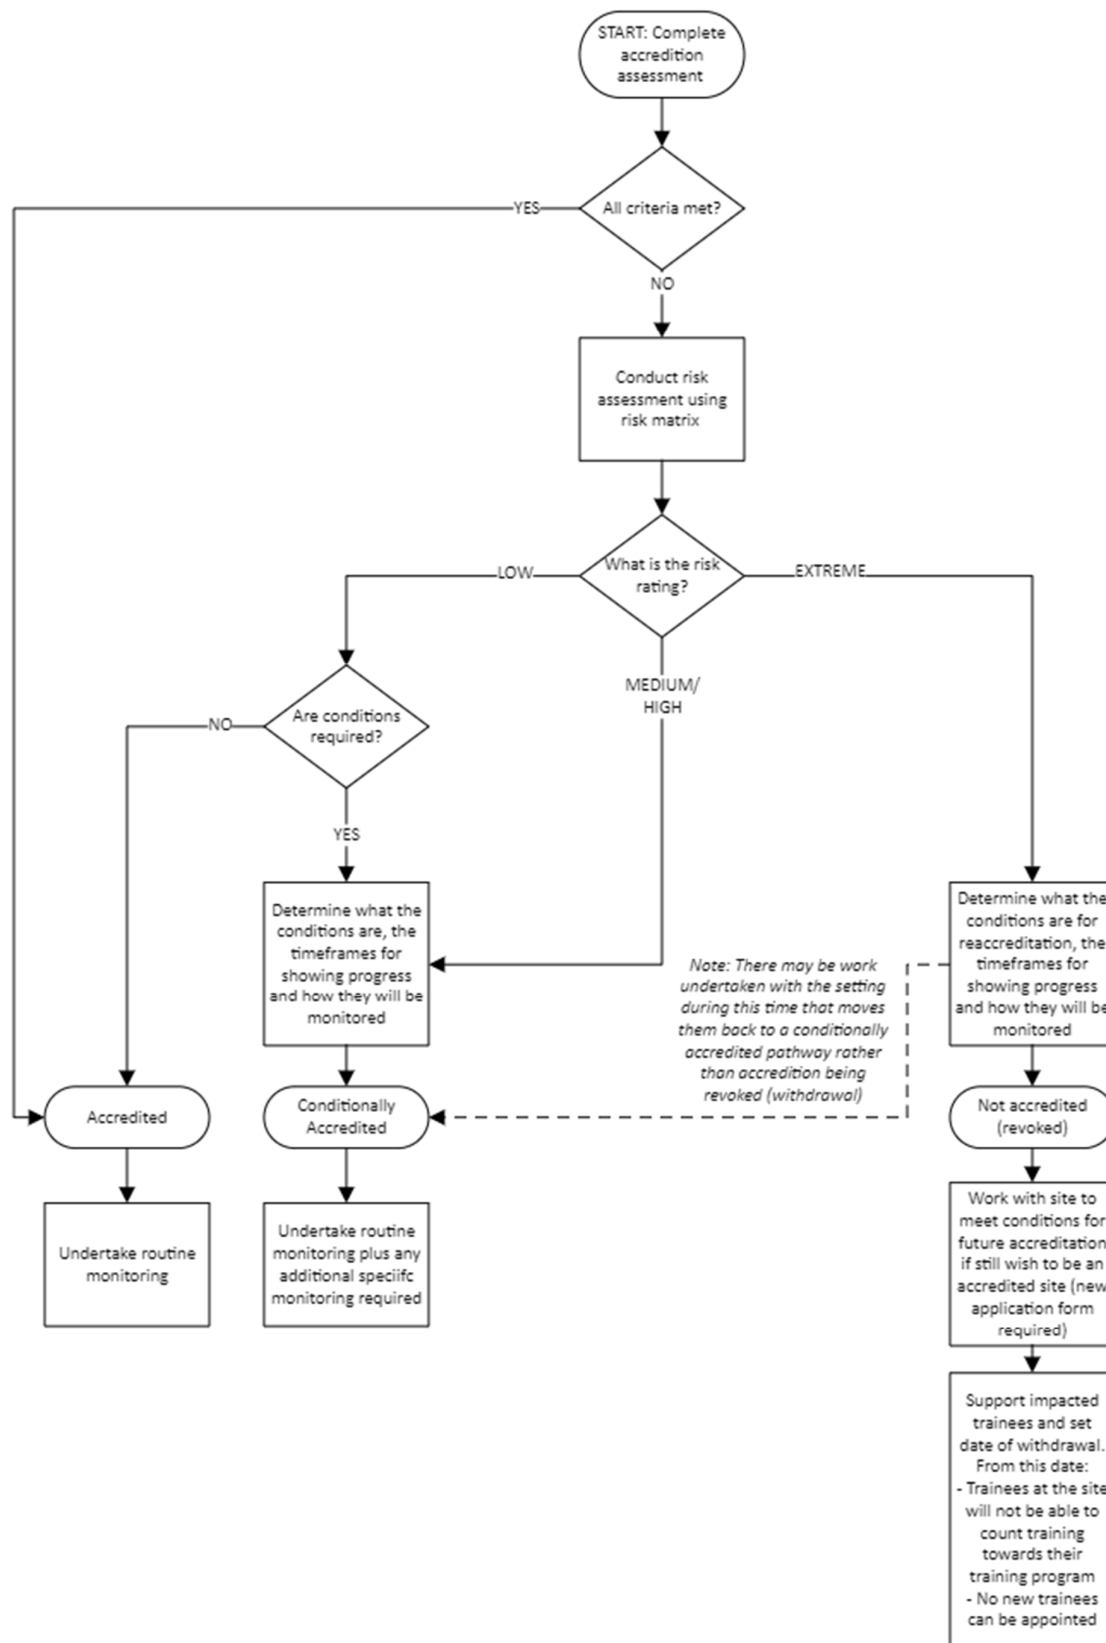 START: Complete
accredition
assessment
YES
All criteria met?
NO
Conduct risk
assessment using
risk matrix
LOW
What is the risk
rating?
EXTREME
MEDIUM/
HIGH
NO
Are conditions
required?
YES
Determine what the
conditions are, the
timeframes for
showing progress
and how they will be
monitored
Note: There may be work
undertaken with the setting
during this time that moves
them back to a conditionally
accredited pathway rather
than accreditation being
revoked (withdrawal)
Determine what the
conditions are for
reaccreditation, the
timeframes for
showing progress
and how they will be
monitored
Accredited
Conditionally
Accredited
Not accredited
(revoked)
Undertake routine
monitoring
Undertake routine
monitoring plus any
additional speciifc
monitoring required
Work with site to
meet conditions for
future accreditation
if still wish to be an
accredited site (new
application form
required)
Support impacted
trainees and set
date of withdrawal.
From this date:
- Trainees at the site
will not be able to
count training
towards their
training program
- No new trainees
can be appointed